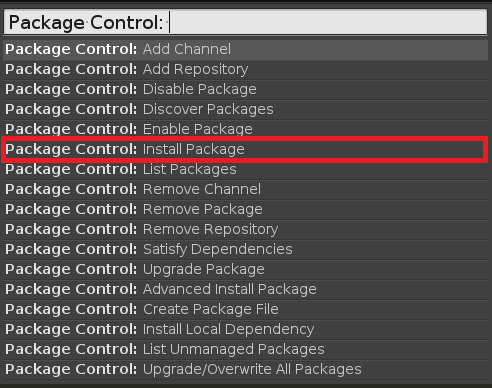 Package Control:
Package Control: Add Channel
Package Control: Add Repository
Package Control: Disable Package
Package Control: Discover Packages
Package Control: Enable Package
Package Control: Install Package
Package Control: List Packages
Package Control: Remove Channel
Package Control: Remove Package
Package Control: Remove Repository
Package Control: Satisfy Dependencies
Package Control: Upgrade Package
Package Control: Advanced Install Package
Package Control: Create Package File
Package Control: Install Local Dependency
Package Control: List Unmanaged Packages
Package Control: Upgrade/Overwrite All Packages